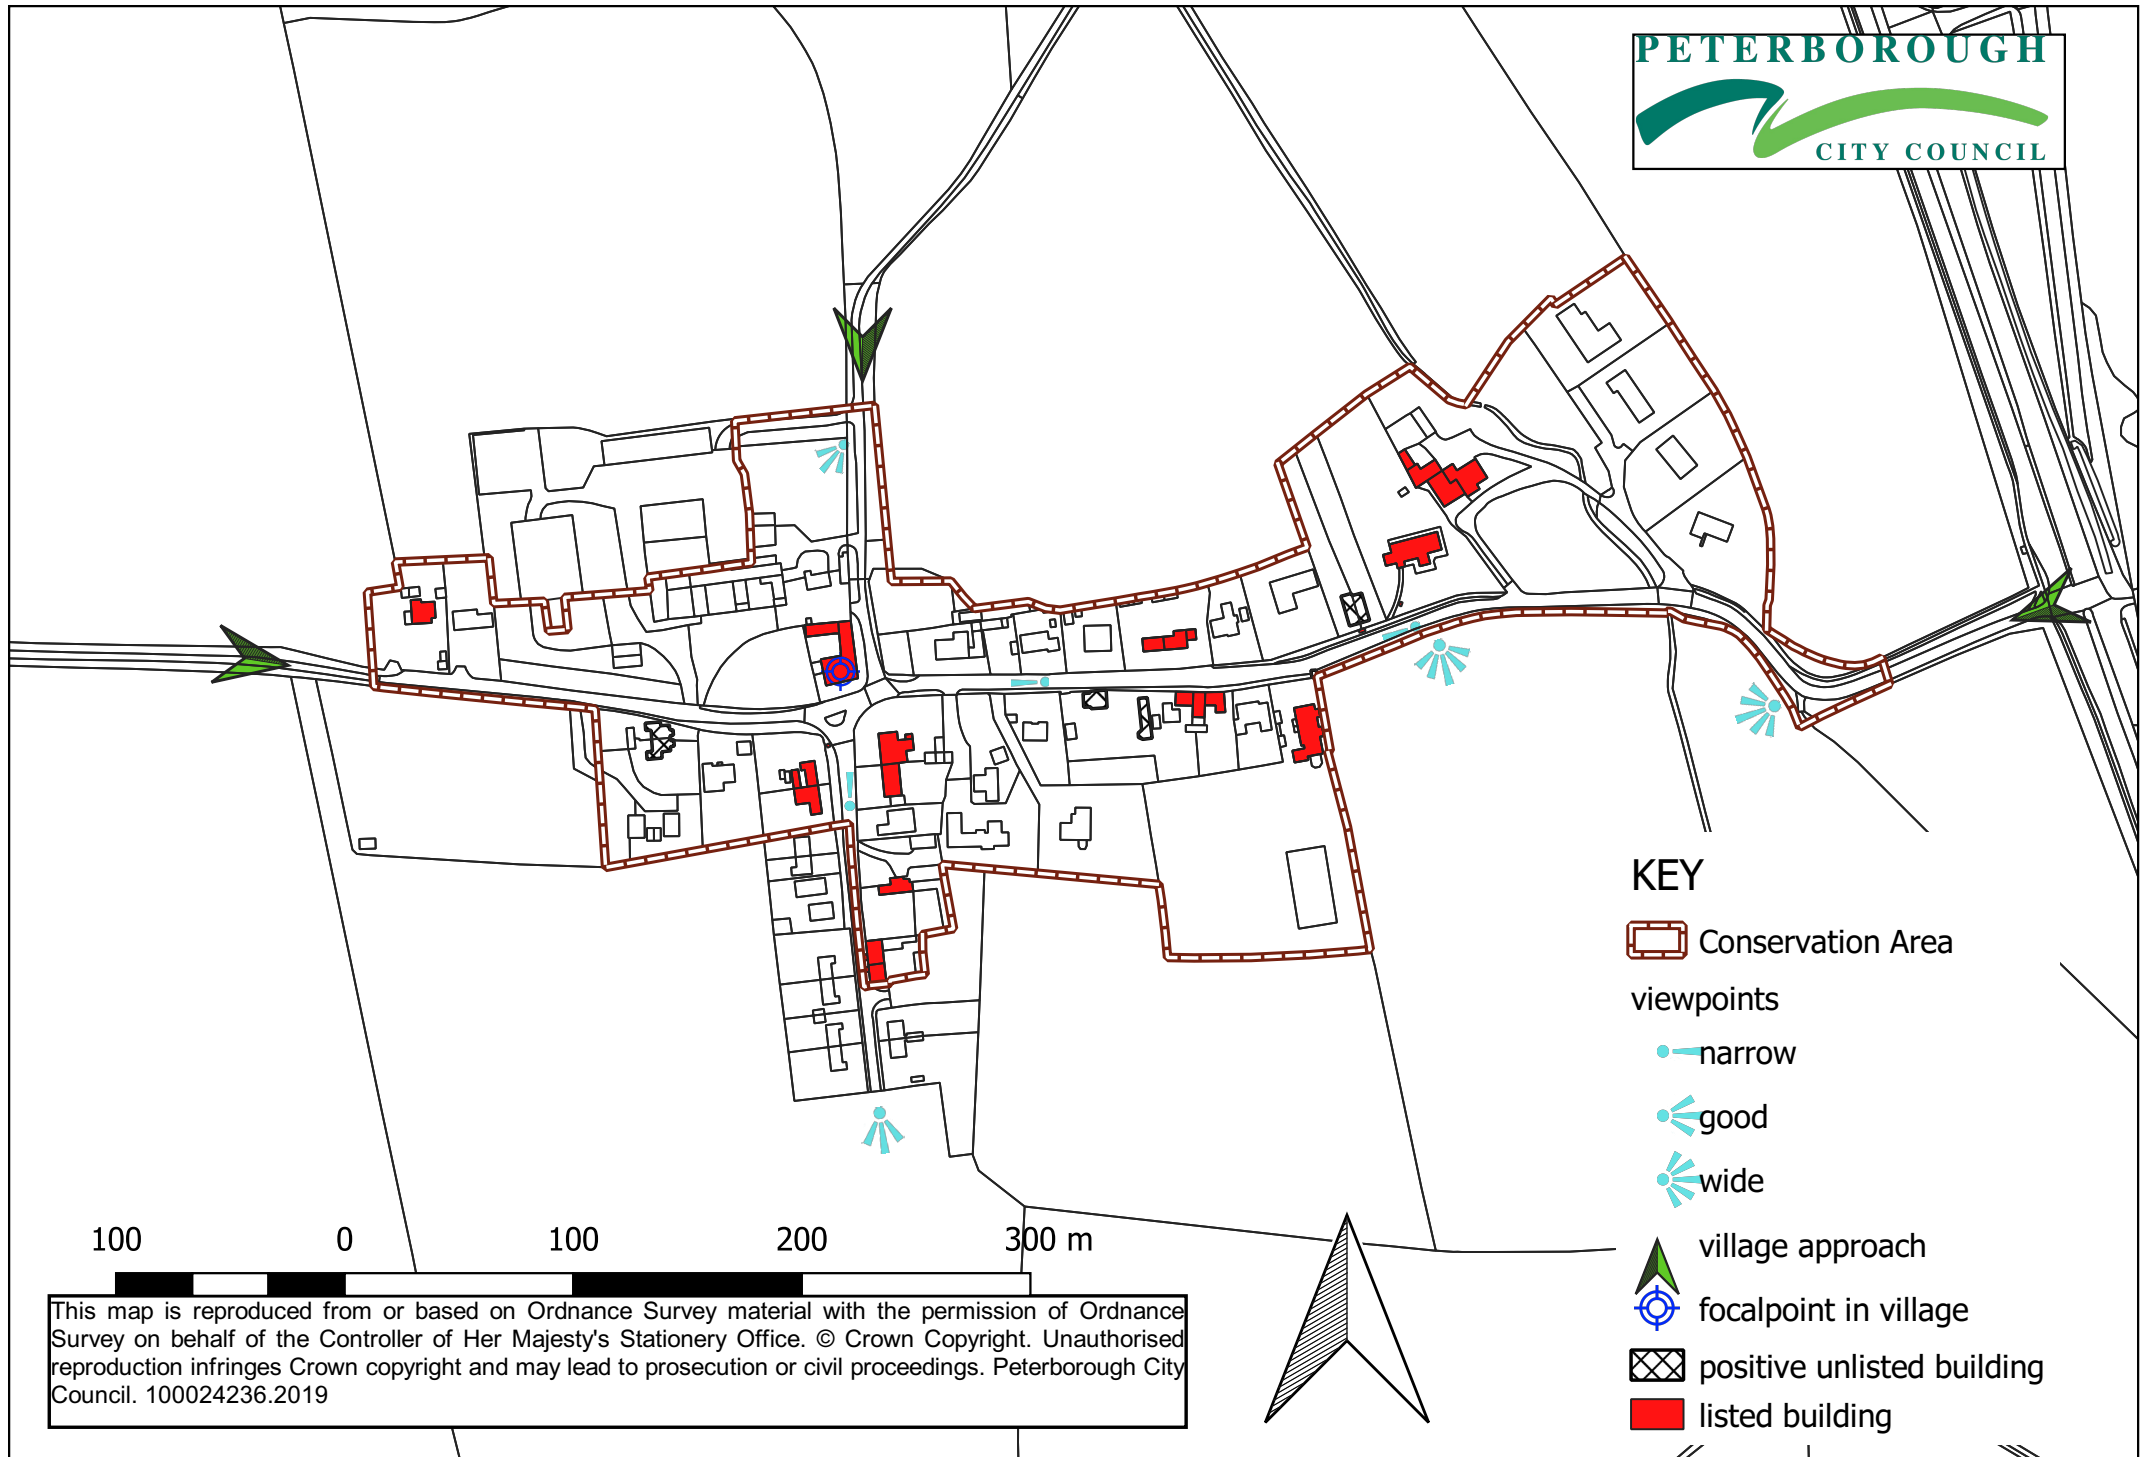 PETERBOROUGH
CITY COUNCIL
KEY
Conservation Area
viewpoints
narrow
good
wide
village approach
focalpoint in village
positive unlisted building
listed building
100 0 100 200 300 m
This map is reproduced from or based on Ordnance Survey material with the permission of Ordnance
Survey on behalf of the Controller of Her Majesty's Stationery Office. © Crown Copyright. Unauthorised
reproduction infringes Crown copyright and may lead to prosecution or civil proceedings. Peterborough City
Council. 100024236.2019